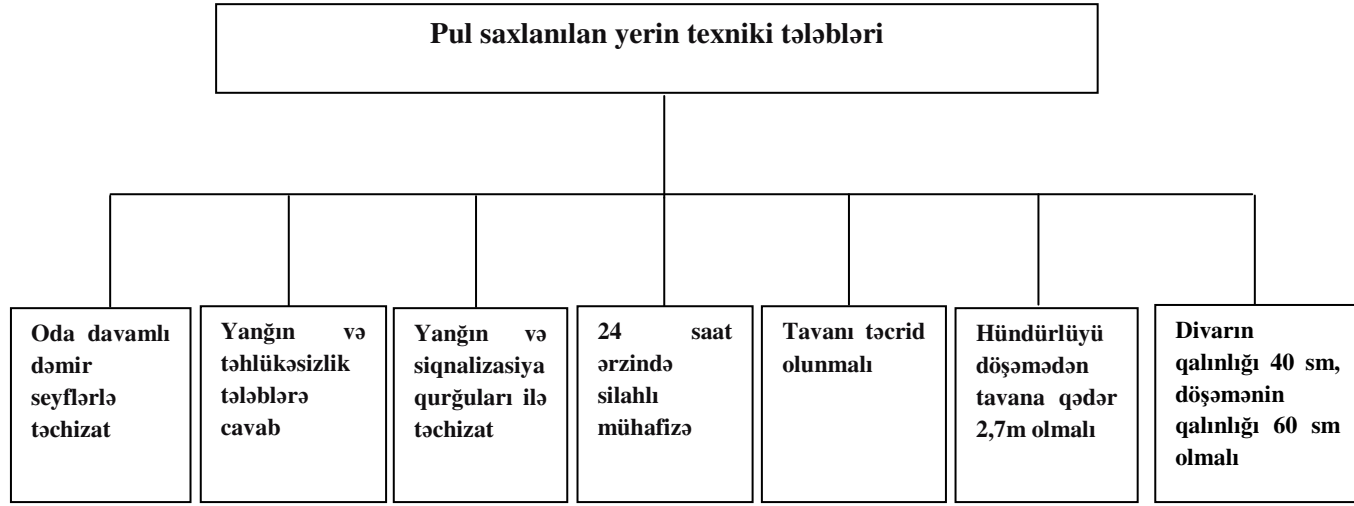 Pul saxlanılan yerin texniki tələbləri
Oda davamlı
dəmir
seyflərlə
təchizat
Yanğın və
təhlükəsizlik
tələblərə
cavab
Yanğın və
siqnalizasiya
qurğuları ilə
təchizat
24 saat
ərzində
silahlı
mühafizə
Tavanı təcrid
olunmalı
Hündürlüyü
döşəmədən
tavana qədər
2,7m olmalı
Divarın
qalınlığı 40 sm,
döşəmənin
qalınlığı 60 sm
olmalı